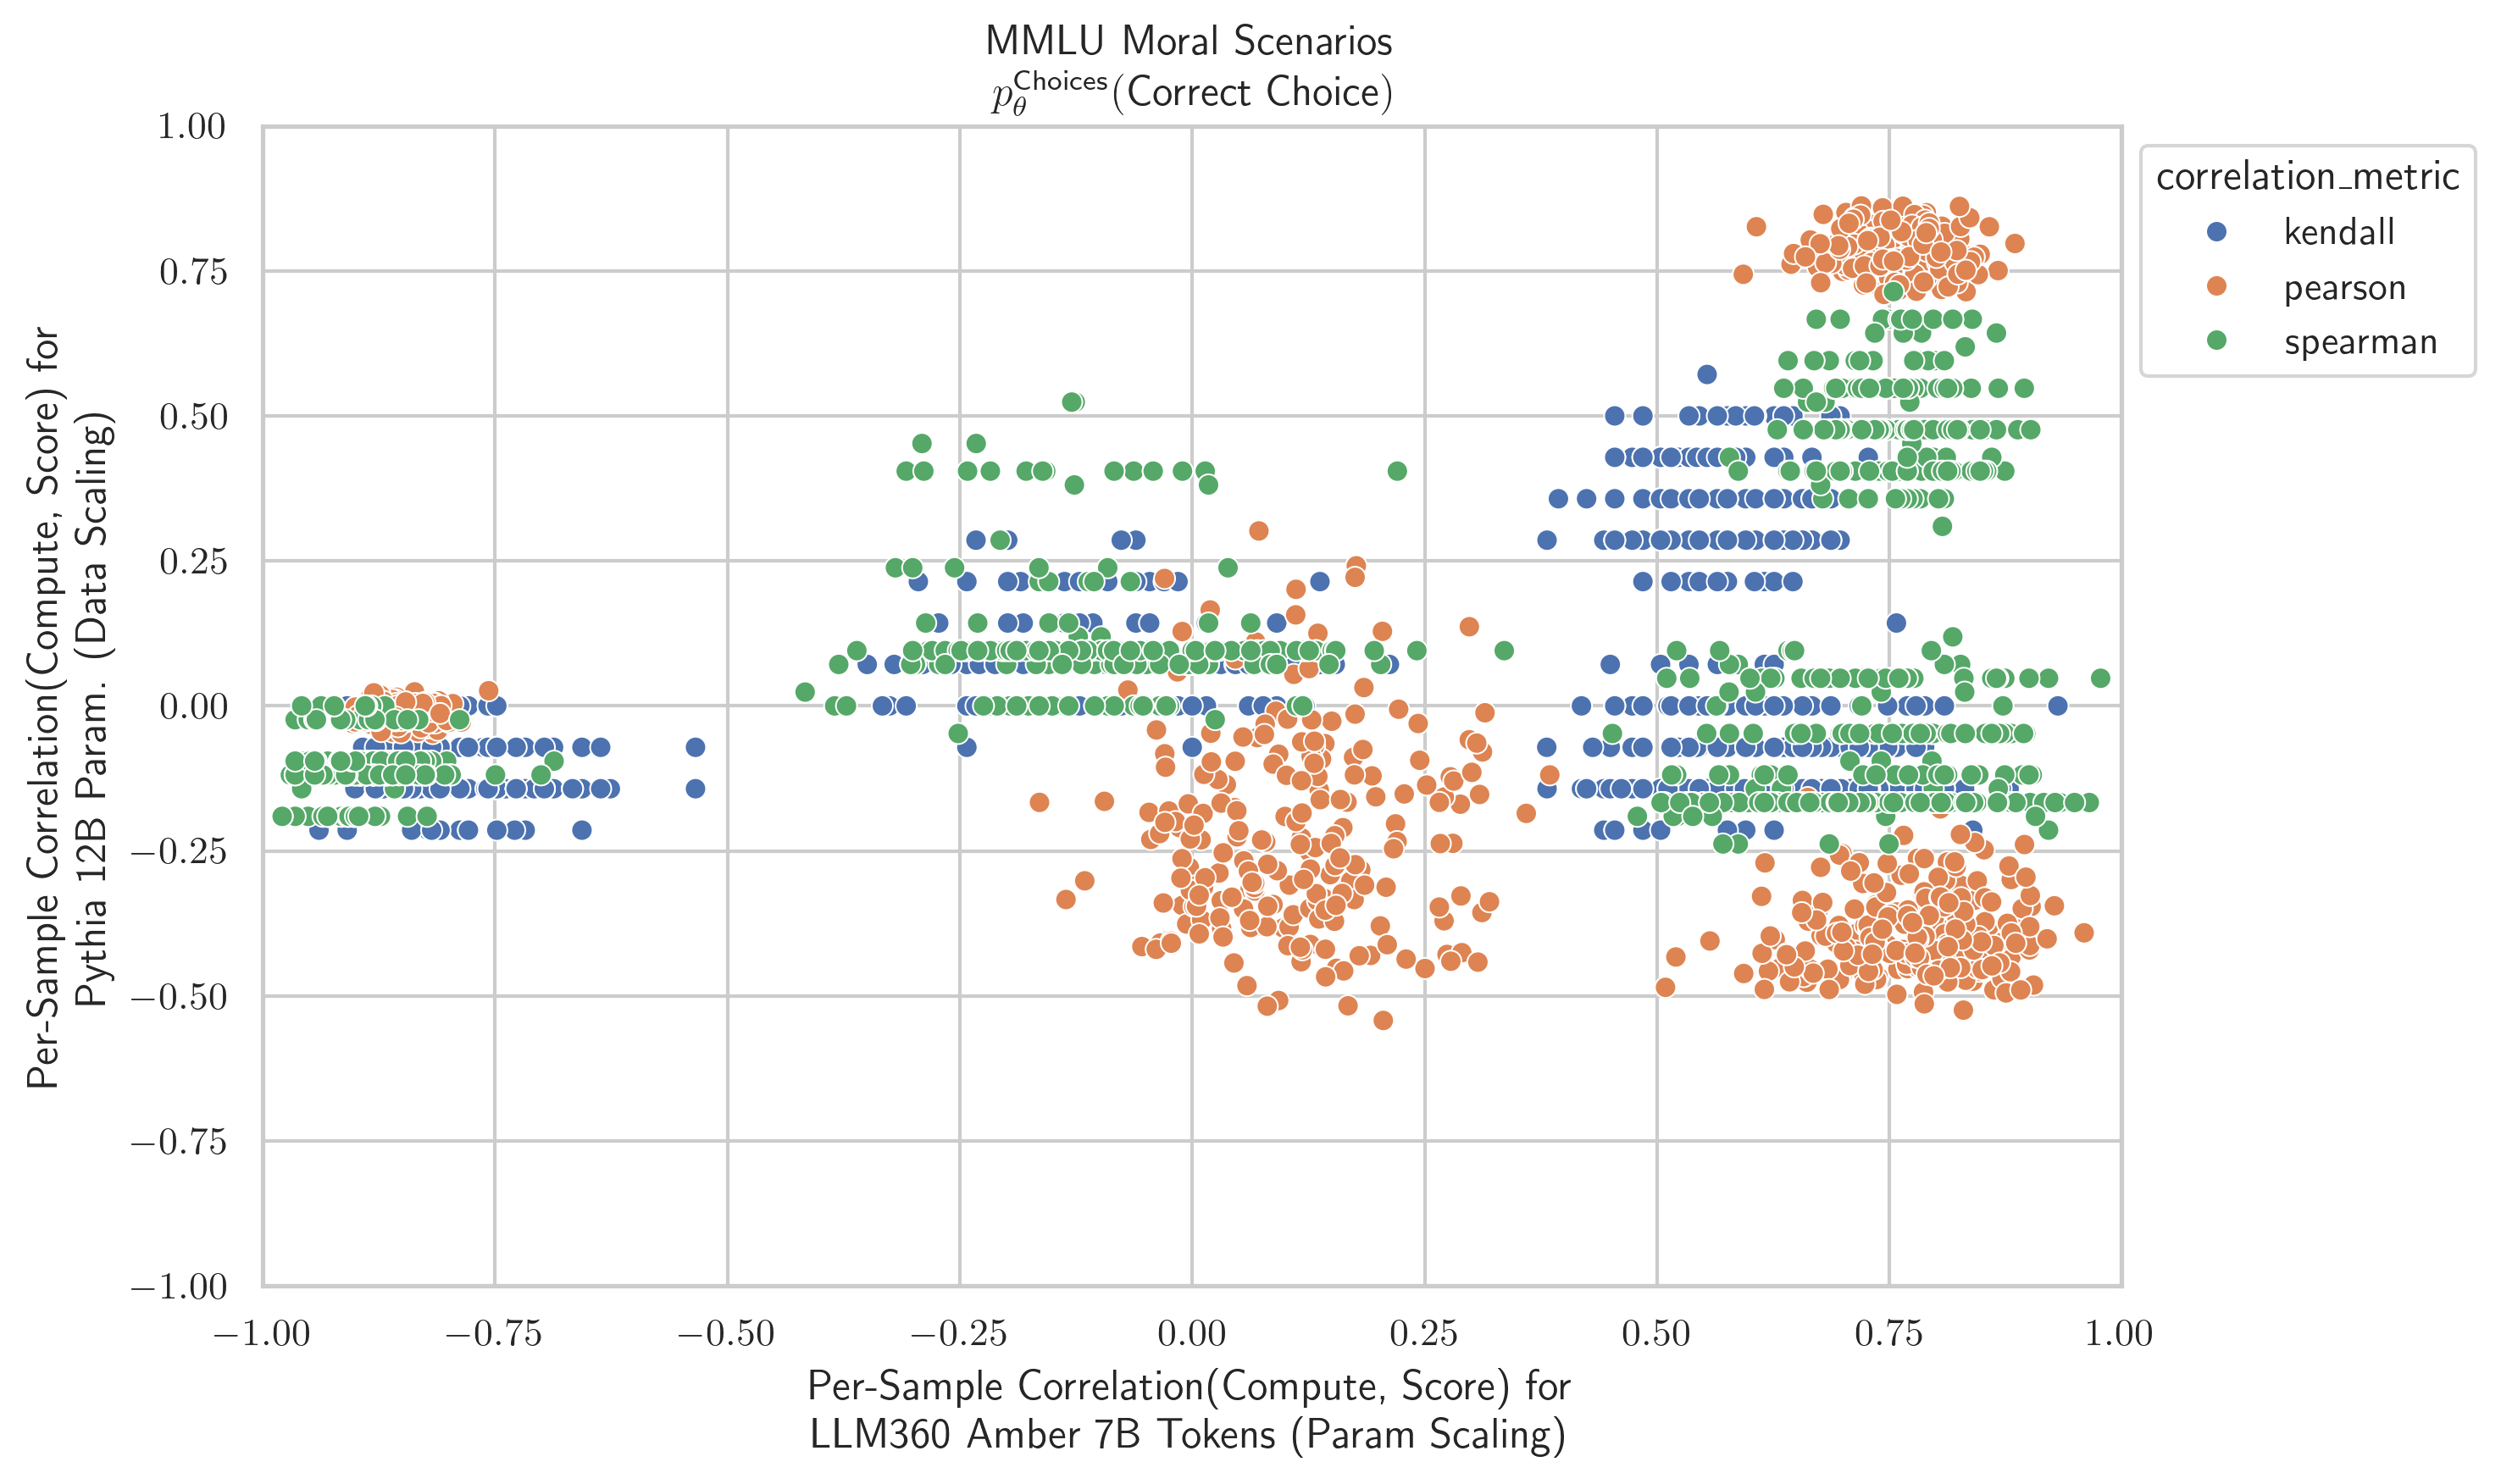 MMLU Moral Scenarios
p_θ^Choices(Correct Choice)
1.00
0.75
0.50
0.25
0.00
−0.25
−0.50
−0.75
−1.00
Per-Sample Correlation(Compute, Score) for
Pythia 12B Param. (Data Scaling)
correlation_metric
kendall
pearson
spearman
−1.00 −0.75 −0.50 −0.25 0.00 0.25 0.50 0.75 1.00
Per-Sample Correlation(Compute, Score) for
LLM360 Amber 7B Tokens (Param Scaling)